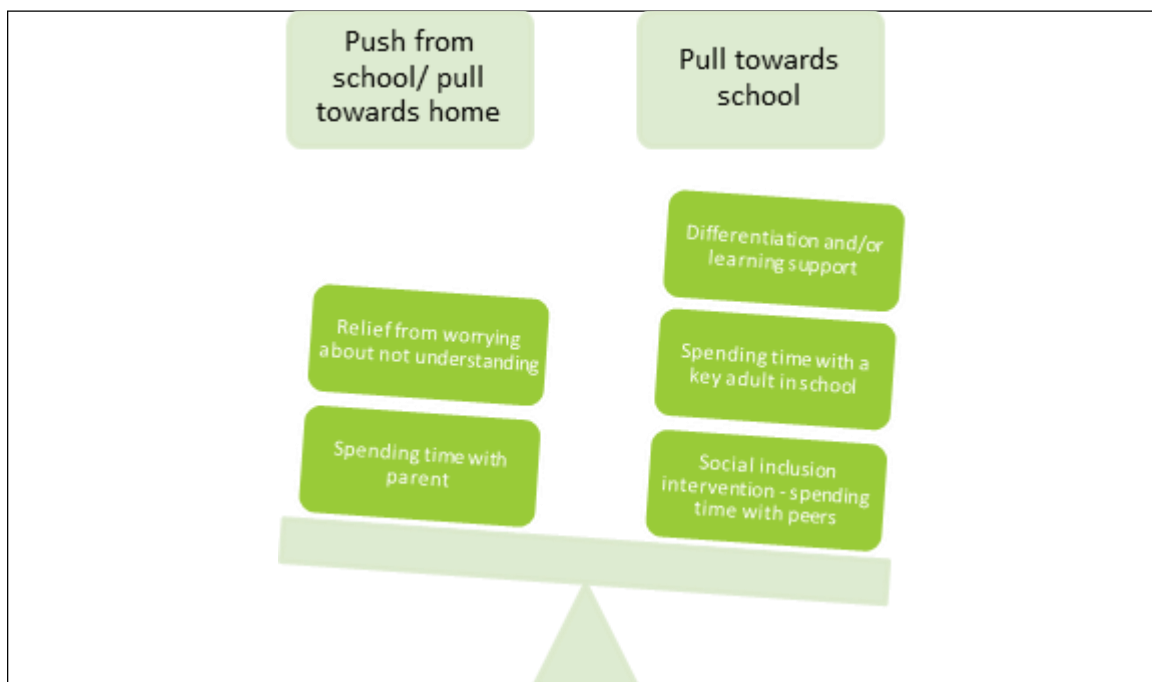 Push from
school/ pull
towards home
Pull towards
school
Differentiation and/or
learning support
Relief from worrying
about not understanding
Spending time with a
key adult in school
Spending time with
parent
Social inclusion
intervention - spending
time with peers